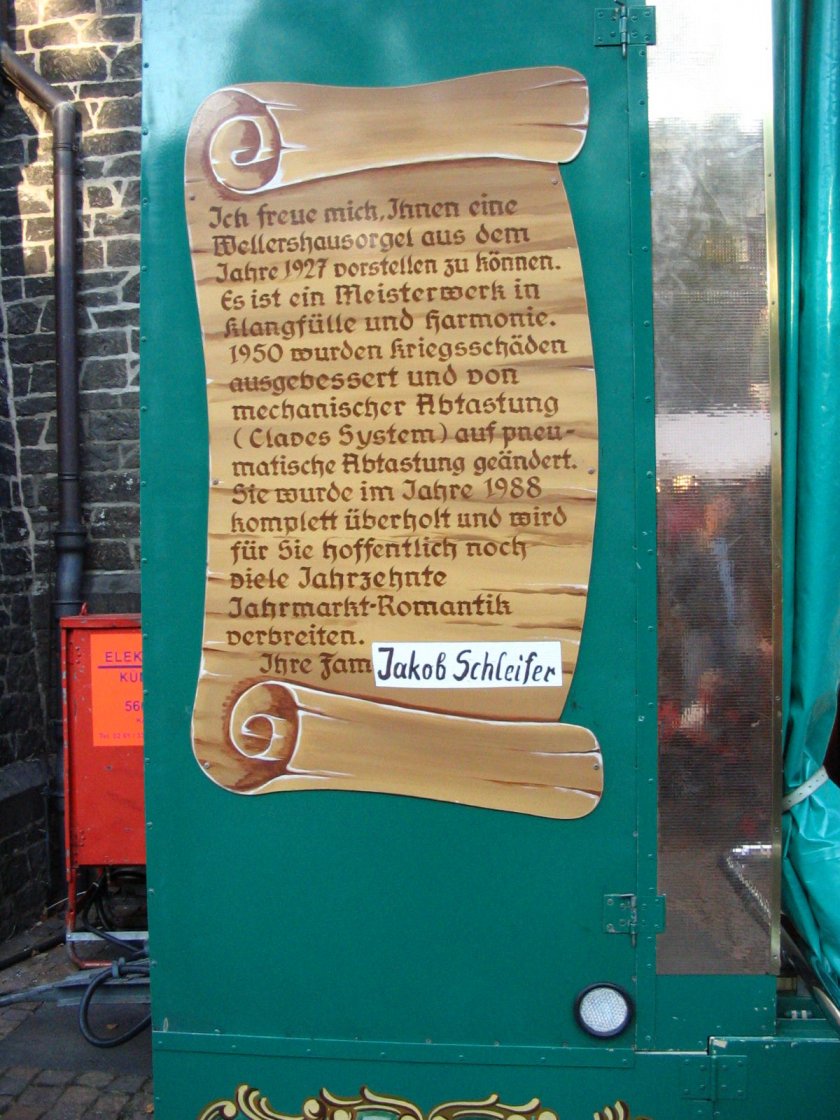 Ich freue mich, Ihnen eine
Wellershausorgel aus dem
Jahre 1927 vorstellen zu können.
Es ist ein Meisterwerk in
Klangfülle und Harmonie.
1950 wurden Kriegsschäden
ausgebessert und von
mechanischer Abtastung
(Claves System) auf pneu-
matische Abtastung geändert.
Sie wurde im Jahre 1988
komplett überholt und wird
für Sie hoffentlich noch
viele Jahrzehnte
Jahrmarkt-Romantik
verbreiten.
Ihre Fam Jakob Schleifer
ELEK
KÜN
56